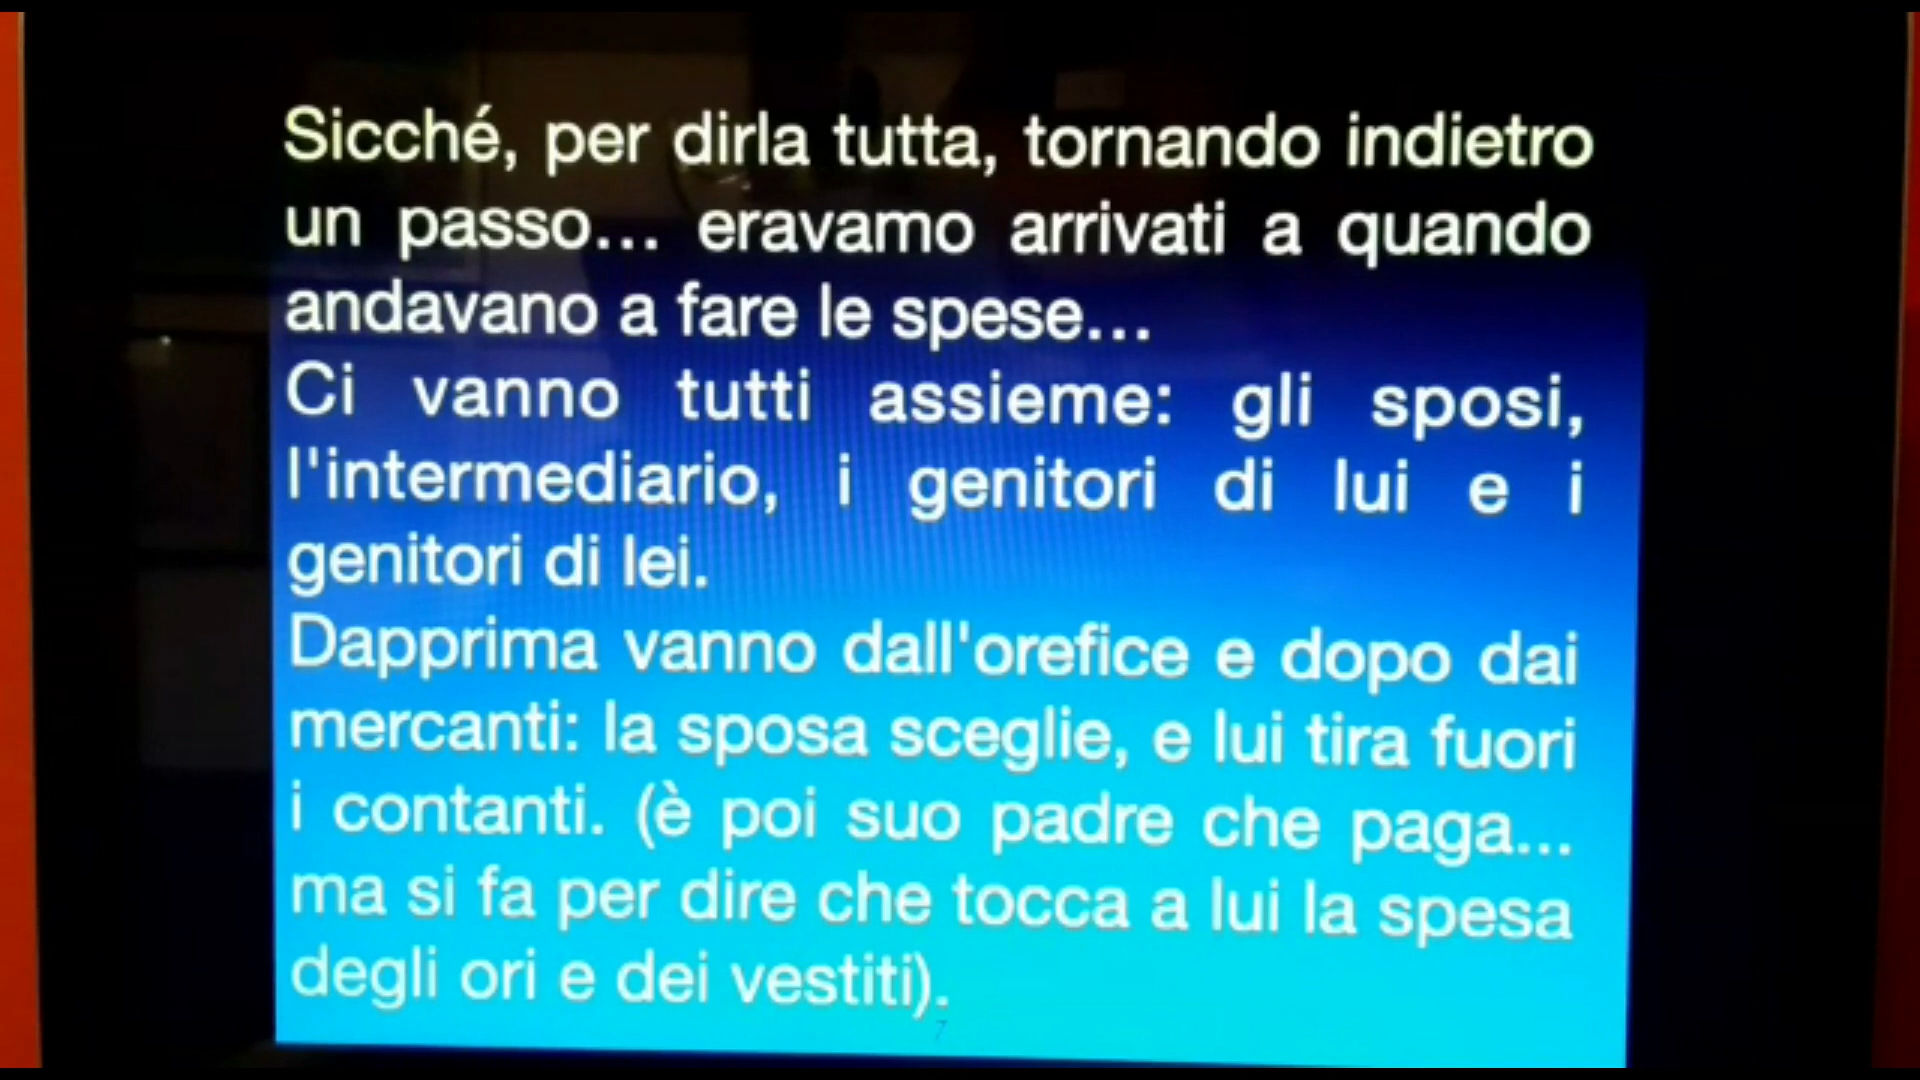 Sicché, per dirla tutta, tornando indietro
un passo... eravamo arrivati a quando
andavano a fare le spese...
Ci vanno tutti assieme: gli sposi,
l'intermediario, i genitori di lui e i
genitori di lei.
Dapprima vanno dall'orefice e dopo dai
mercanti: la sposa sceglie, e lui tira fuori
i contanti. (è poi suo padre che paga...
ma si fa per dire che tocca a lui la spesa
degli ori e dei vestiti).
7